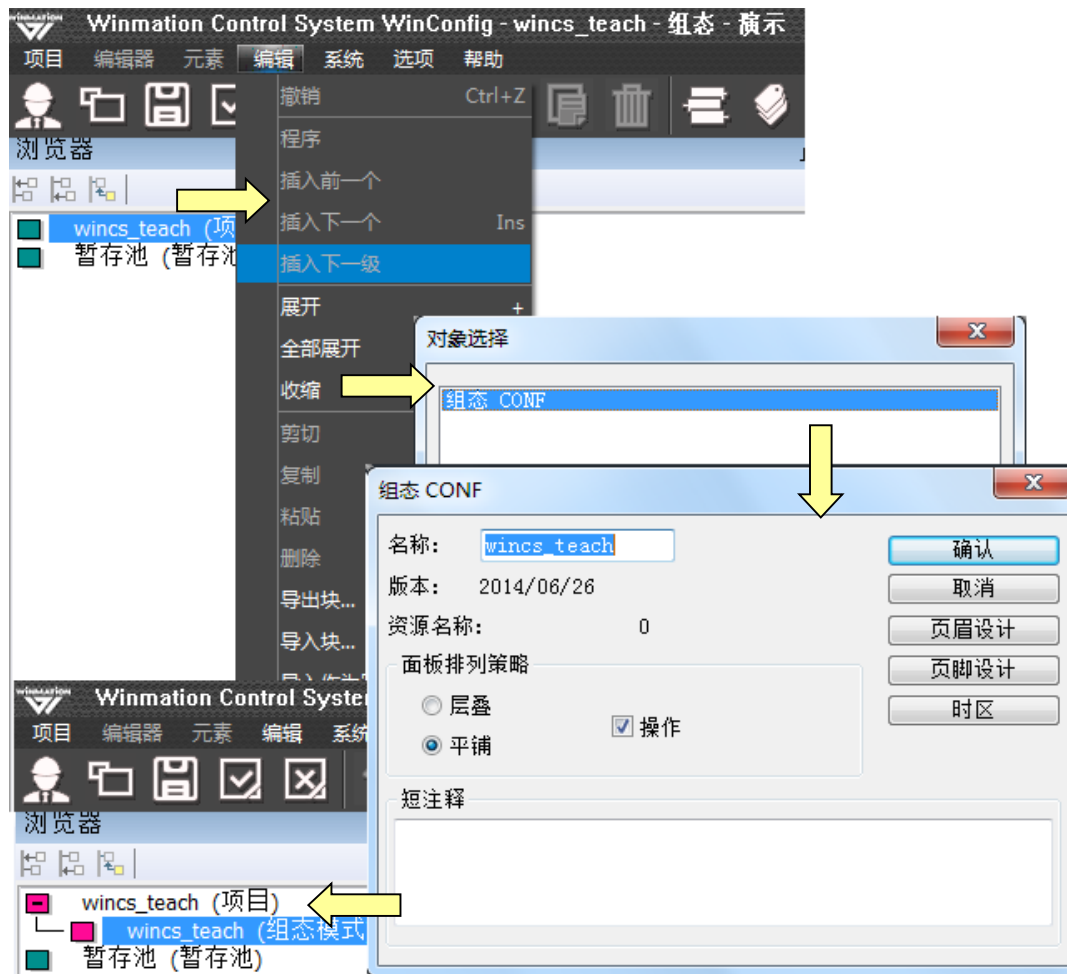 Winmation Control System WinConfig - wincs_teach - 组态 - 演示
项目 编辑器 元素 编辑 系统 选项 帮助
浏览器
wincs_teach (项
暂存池 (暂存池
撤销 Ctrl+Z
程序
插入前一个
插入下一个 Ins
插入下一级
展开 +
全部展开
收缩
剪切
复制
粘贴
删除
导出块...
导入块...
对象选择
组态 CONF
组态 CONF
名称: wincs_teach
版本: 2014/06/26
资源名称: 0
面板排列策略
层叠
平铺
操作
短注释
确认
取消
页眉设计
页脚设计
时区
Winmation Control Syste
项目 编辑器 元素 编辑 系统
浏览器
wincs_teach (项目)
wincs_teach (组态模式
暂存池 (暂存池)